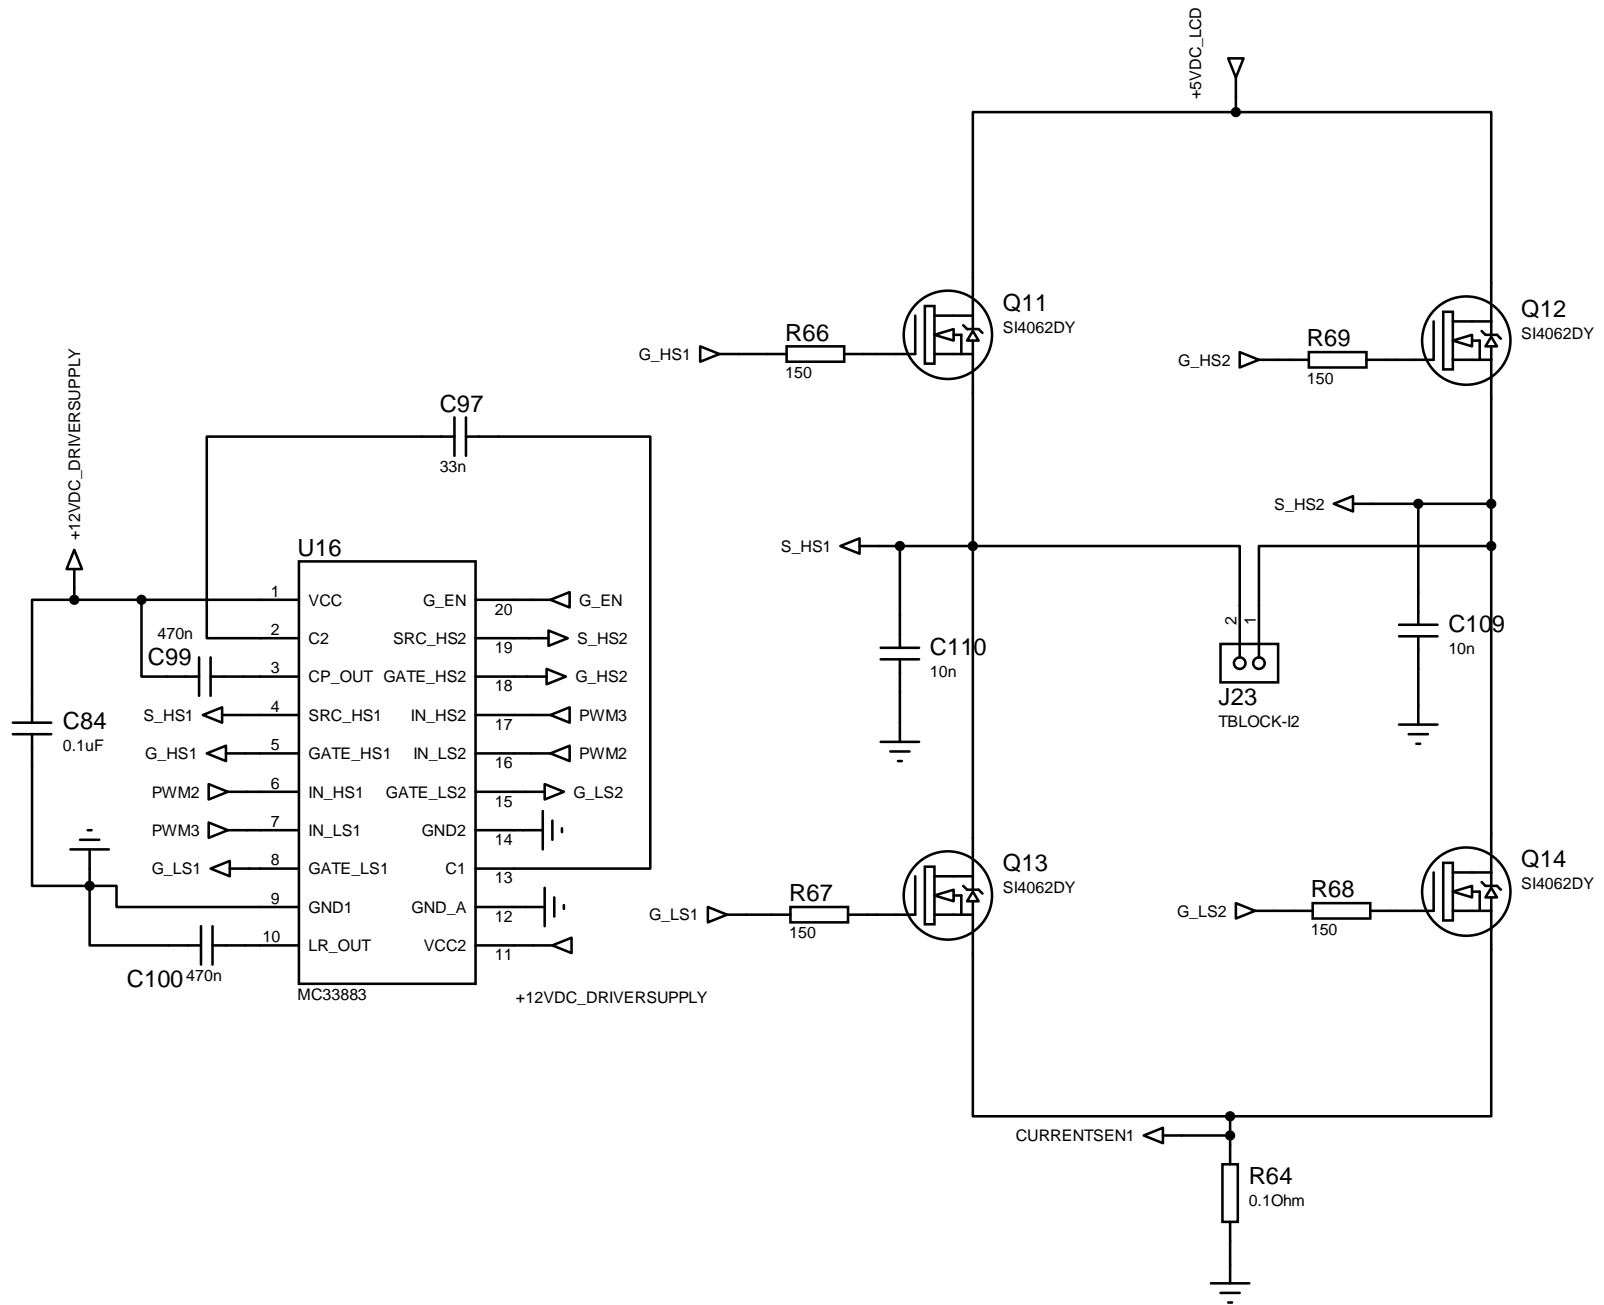 +5VDC_LCD
Q11
SI4062DY
R66
150
G_HS1
Q12
SI4062DY
R69
150
G_HS2
+12VDC_DRIVERSUPPLY
C97
33n
S_HS2
S_HS1
C110
10n
2
1
J23
TBLOCK-I2
C109
10n
U16
1
VCC
G_EN
20
G_EN
2
C2
SRC_HS2
19
S_HS2
470n
C99
3
CP_OUT
GATE_HS2
18
G_HS2
S_HS1
4
SRC_HS1
IN_HS2
17
PWM3
C84
0.1uF
G_HS1
5
GATE_HS1
IN_LS2
16
PWM2
PWM2
6
IN_HS1
GATE_LS2
15
G_LS2
PWM3
7
IN_LS1
GND2
14
G_LS1
8
GATE_LS1
C1
13
9
GND1
GND_A
12
10
LR_OUT
VCC2
11
C100
470n
MC33883
+12VDC_DRIVERSUPPLY
Q13
SI4062DY
R67
150
G_LS1
Q14
SI4062DY
R68
150
G_LS2
CURRENTSEN1
R64
0.1Ohm